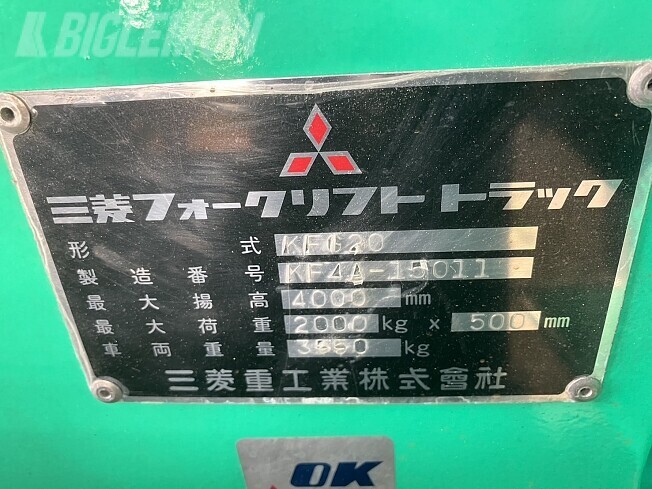 BIGLEMON
三菱フォークリフト トラック
形 式 KFG20
製造番号 KF4A-15011
最大揚高 4000 mm
最大荷重 2000 kg x 500 mm
車両重量 kg
三菱重工業株式會社
OK